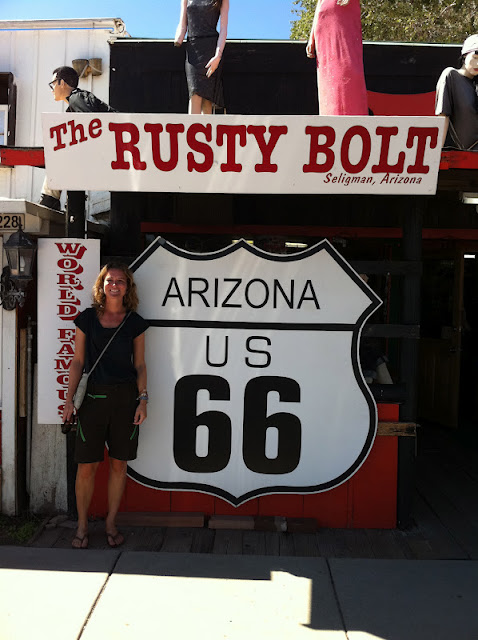 The RUSTY BOLT
Seligman, Arizona
228
WORLD FAMOUS
ARIZONA
US
66